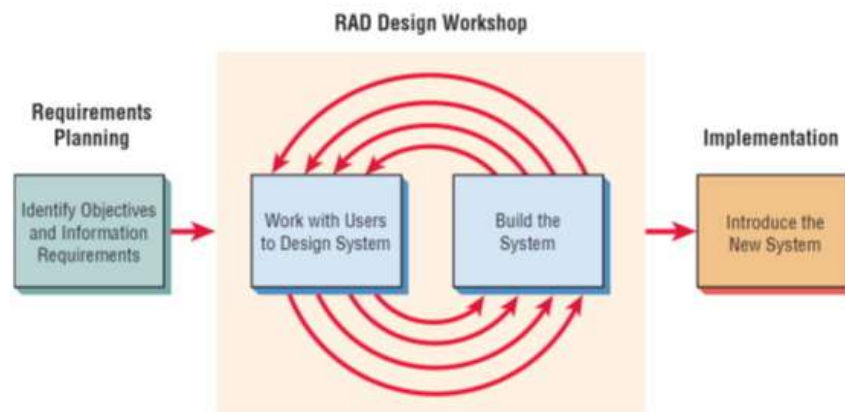 RAD Design Workshop
Requirements
Planning
Identify Objectives
and Information
Requirements
Work with Users
to Design System
Build the
System
Implementation
Introduce the
New System